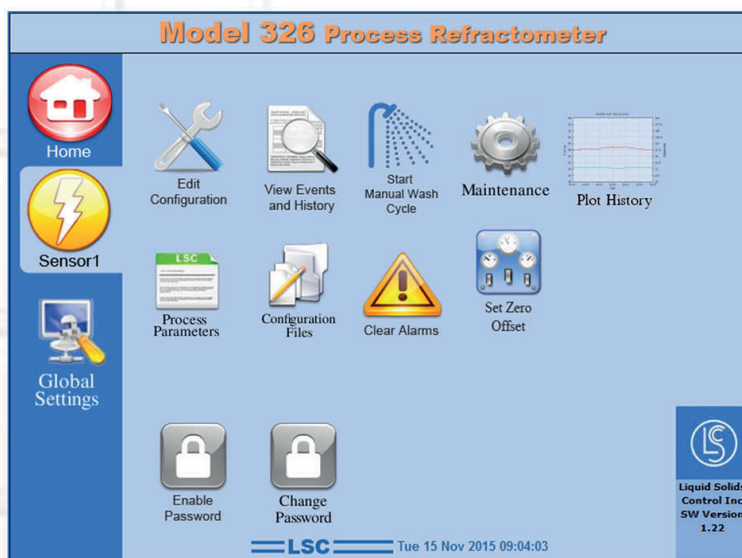 Model 326 Process Refractometer
Home
Sensor1
Global
Settings
Edit
Configuration
View Events
and History
Start
Manual Wash
Cycle
Maintenance
Plot History
LSC
Process
Parameters
Configuration
Files
Clear Alarms
Set Zero
Offset
Enable
Password
Change
Password
LSC
Liquid Solids
Control Inc
SW Version
1.22
LSC Tue 15 Nov 2015 09:04:03